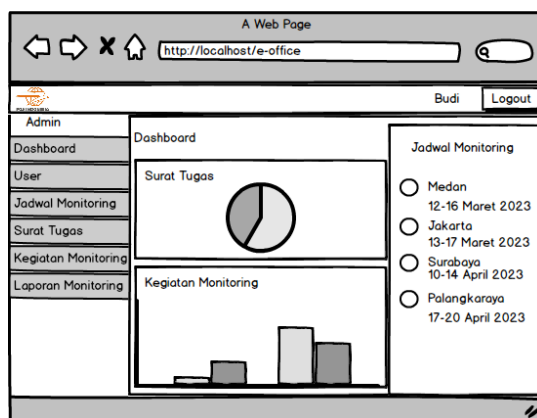 A Web Page
http://localhost/e-office
Budi
Logout
Admin
Dashboard
User
Jadwal Monitoring
Surat Tugas
Kegiatan Monitoring
Laporan Monitoring
Dashboard
Surat Tugas
Kegiatan Monitoring
Jadwal Monitoring
Medan
12-16 Maret 2023
Jakarta
13-17 Maret 2023
Surabaya
10-14 April 2023
Palangkaraya
17-20 April 2023